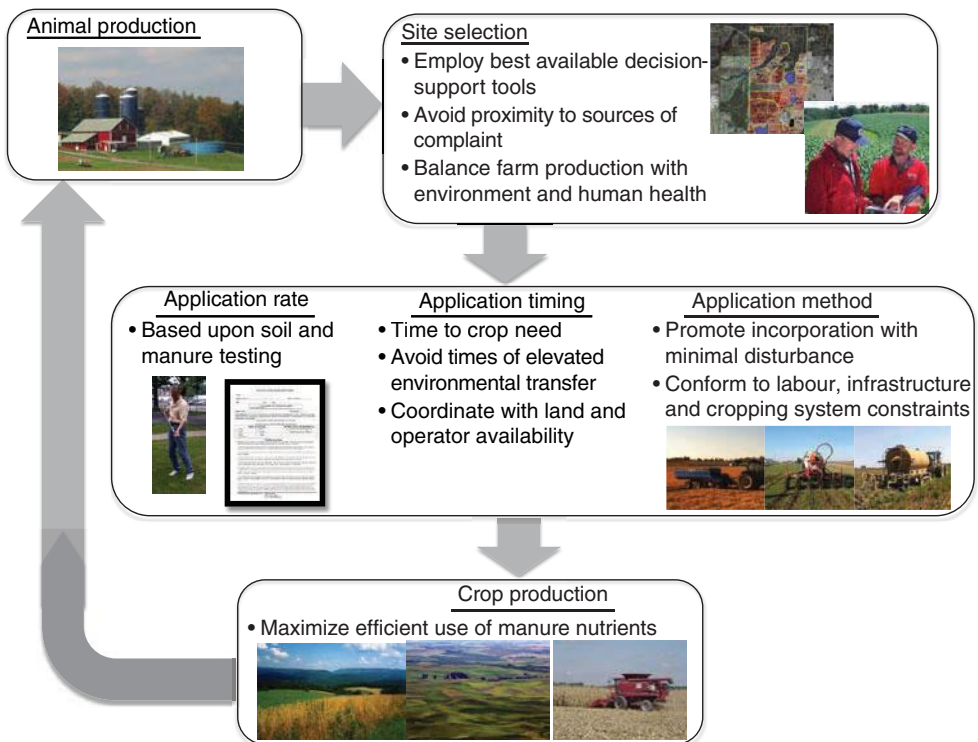 Animal production
Site selection
• Employ best available decision-
support tools
• Avoid proximity to sources of
complaint
• Balance farm production with
environment and human health
Application rate
• Based upon soil and
manure testing
Application timing
• Time to crop need
• Avoid times of elevated
environmental transfer
• Coordinate with land and
operator availability
Application method
• Promote incorporation with
minimal disturbance
• Conform to labour, infrastructure
and cropping system constraints
Crop production
• Maximize efficient use of manure nutrients